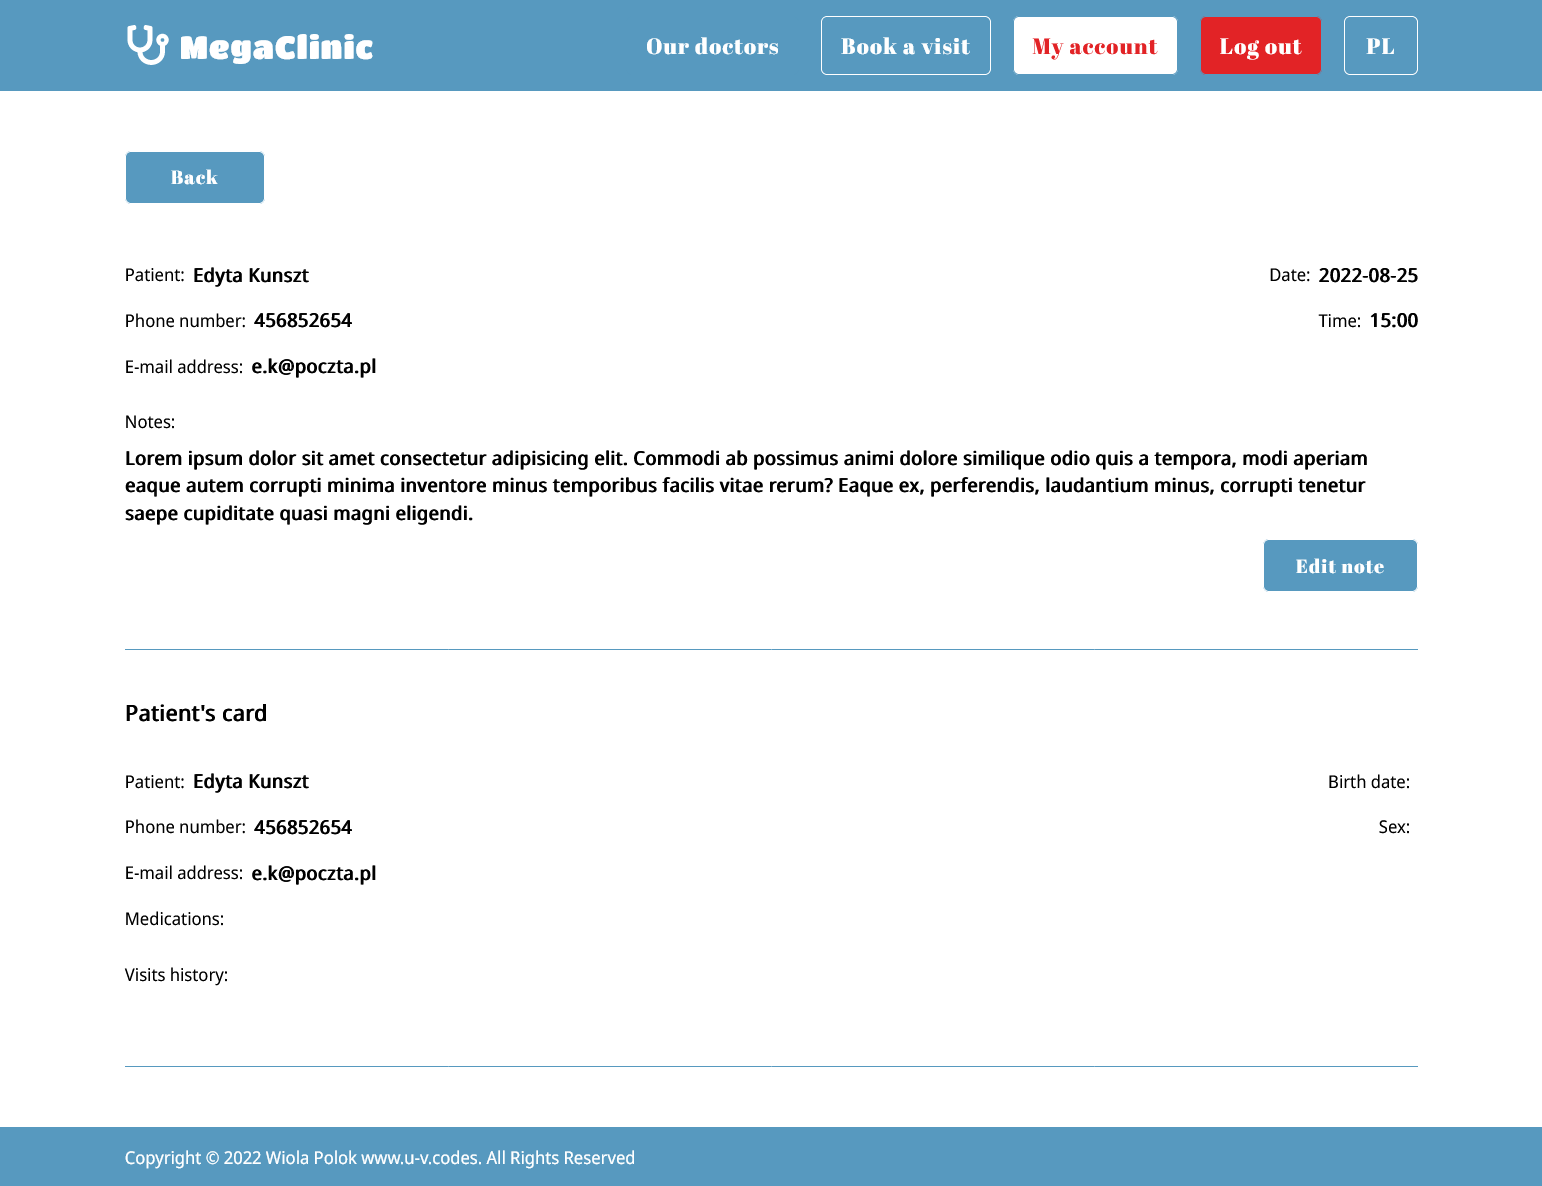 MegaClinic
Our doctors
Book a visit
My account
Log out
PL
Back
Patient: Edyta Kunszt
Date: 2022-08-25
Phone number: 456852654
Time: 15:00
E-mail address: e.k@poczta.pl
Notes:
Lorem ipsum dolor sit amet consectetur adipisicing elit. Commodi ab possimus animi dolore similique odio quis a tempora, modi aperiam
eaque autem corrupti minima inventore minus temporibus facilis vitae rerum? Eaque ex, perferendis, laudantium minus, corrupti tenetur
saepe cupiditate quasi magni eligendi.
Edit note
Patient's card
Patient: Edyta Kunszt
Birth date:
Phone number: 456852654
Sex:
E-mail address: e.k@poczta.pl
Medications:
Visits history:
Copyright © 2022 Wiola Polok www.u-v.codes. All Rights Reserved